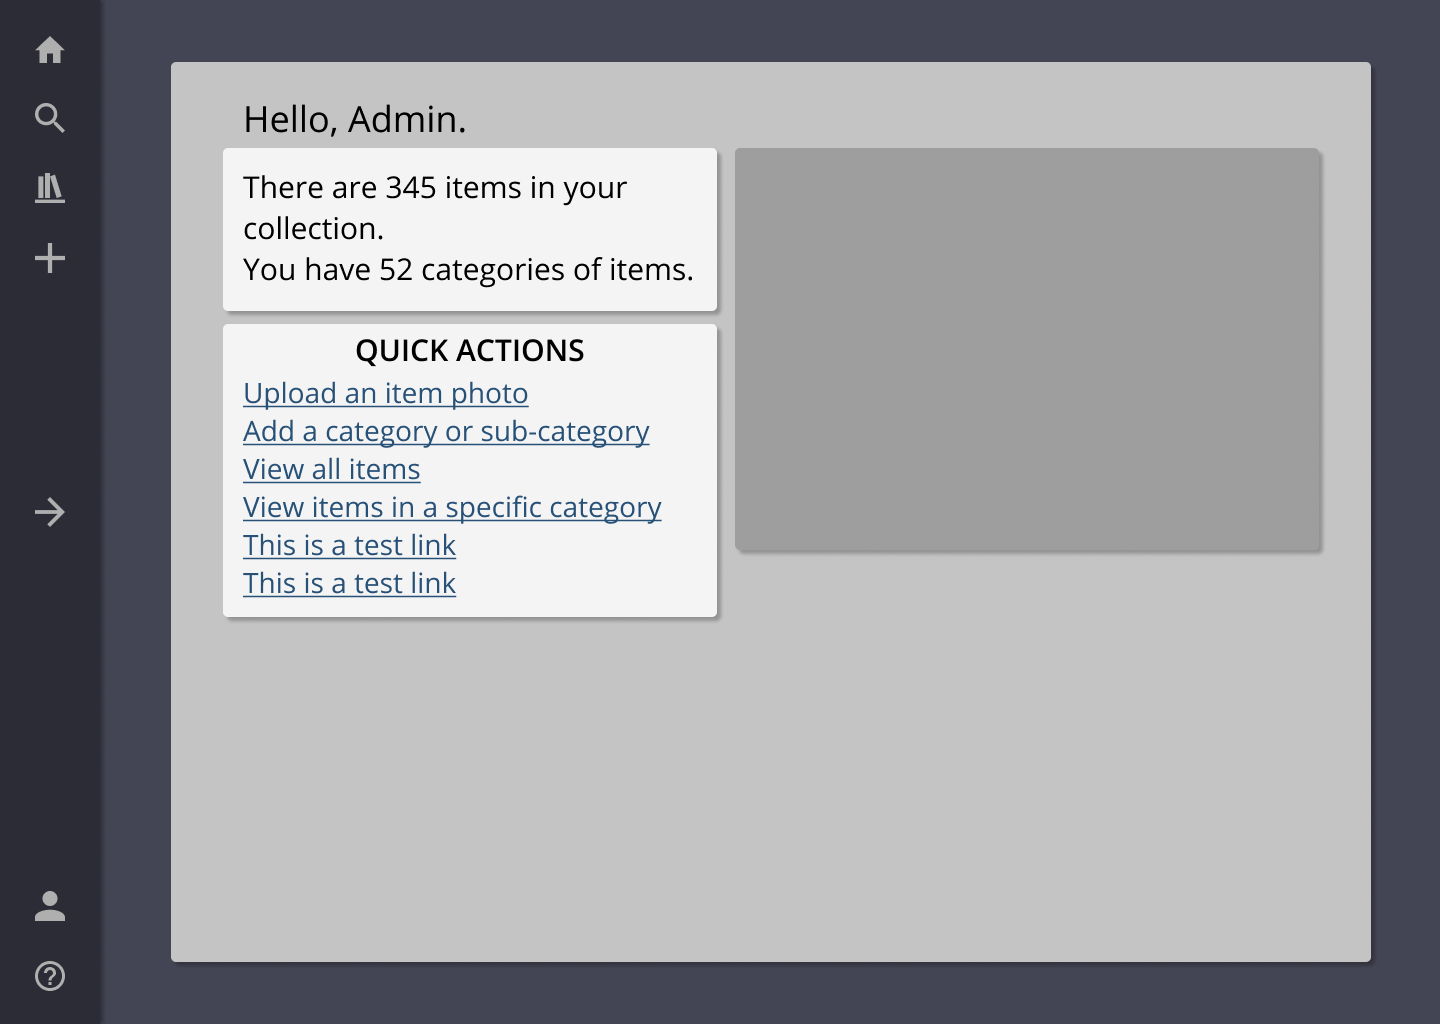 Hello, Admin.
There are 345 items in your
collection.
You have 52 categories of items.
QUICK ACTIONS
Upload an item photo
Add a category or sub-category
View all items
View items in a specific category
This is a test link
This is a test link